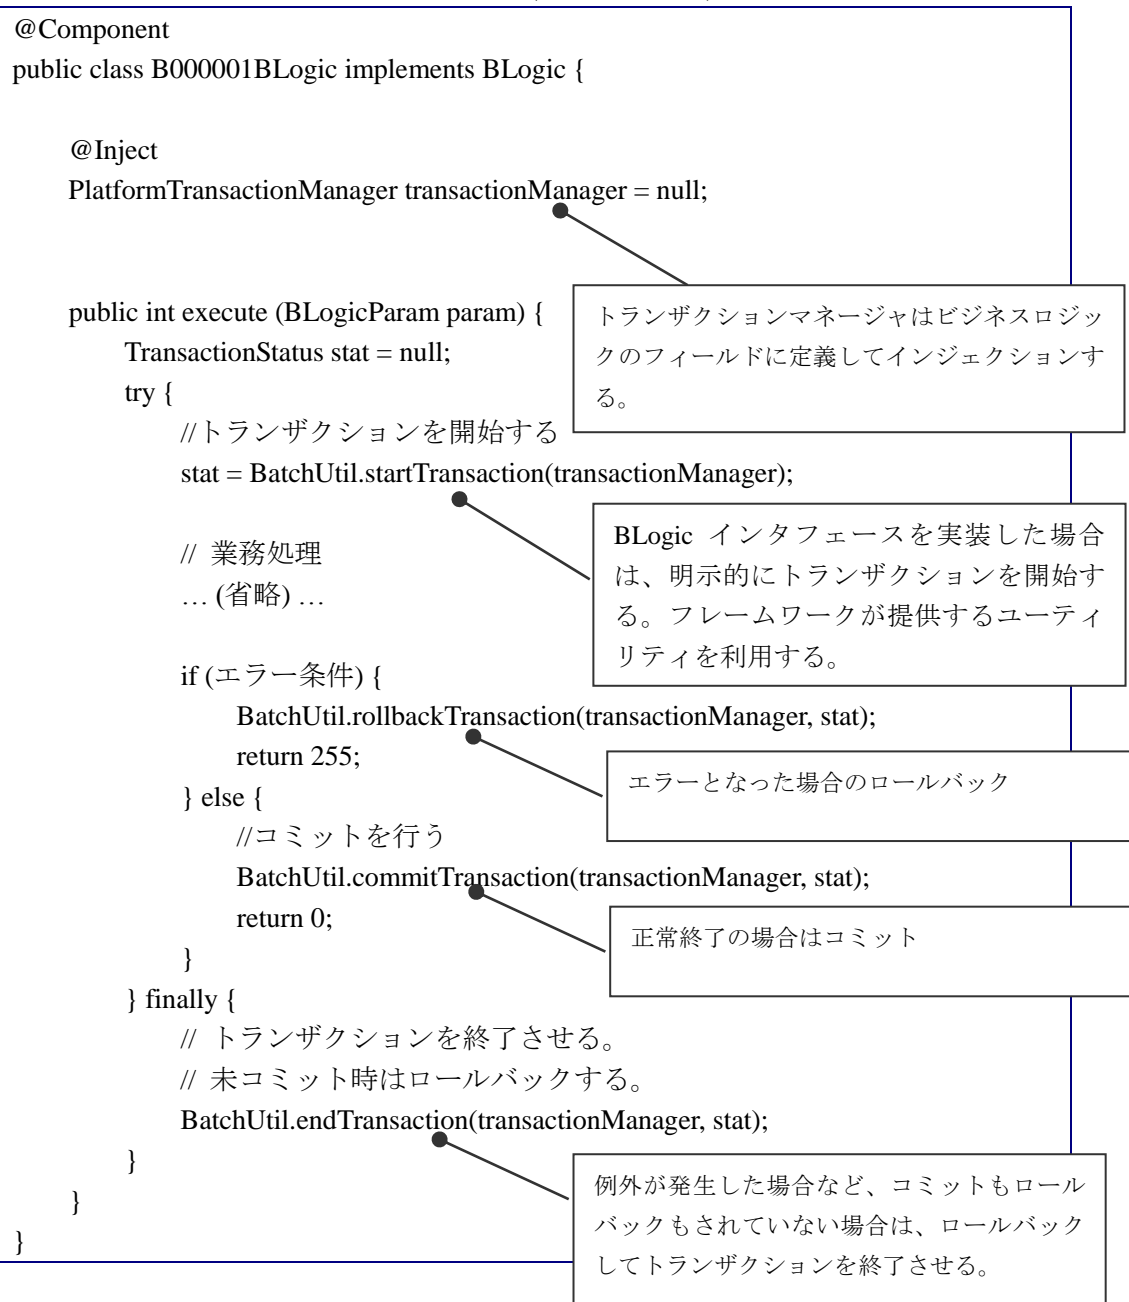 @Component
public class B000001BLogic implements BLogic {
@Inject
PlatformTransactionManager transactionManager = null;
トランザクションマネージャはビジネスロジッ
クのフィールドに定義してインジェクションす
る。
public int execute (BLogicParam param) {
TransactionStatus stat = null;
try {
//トランザクションを開始する
stat = BatchUtil.startTransaction(transactionManager);
BLogic インタフェースを実装した場合
は、明示的にトランザクションを開始す
る。フレームワークが提供するユーティ
リティを利用する。
// 業務処理
… (省略) …
if (エラー条件) {
BatchUtil.rollbackTransaction(transactionManager, stat);
return 255;
エラーとなった場合のロールバック
} else {
//コミットを行う
BatchUtil.commitTransaction(transactionManager, stat);
return 0;
正常終了の場合はコミット
}
} finally {
// トランザクションを終了させる。
// 未コミット時はロールバックする。
BatchUtil.endTransaction(transactionManager, stat);
}
例外が発生した場合など、コミットもロール
バックもされていない場合は、ロールバック
してトランザクションを終了させる。
}
}